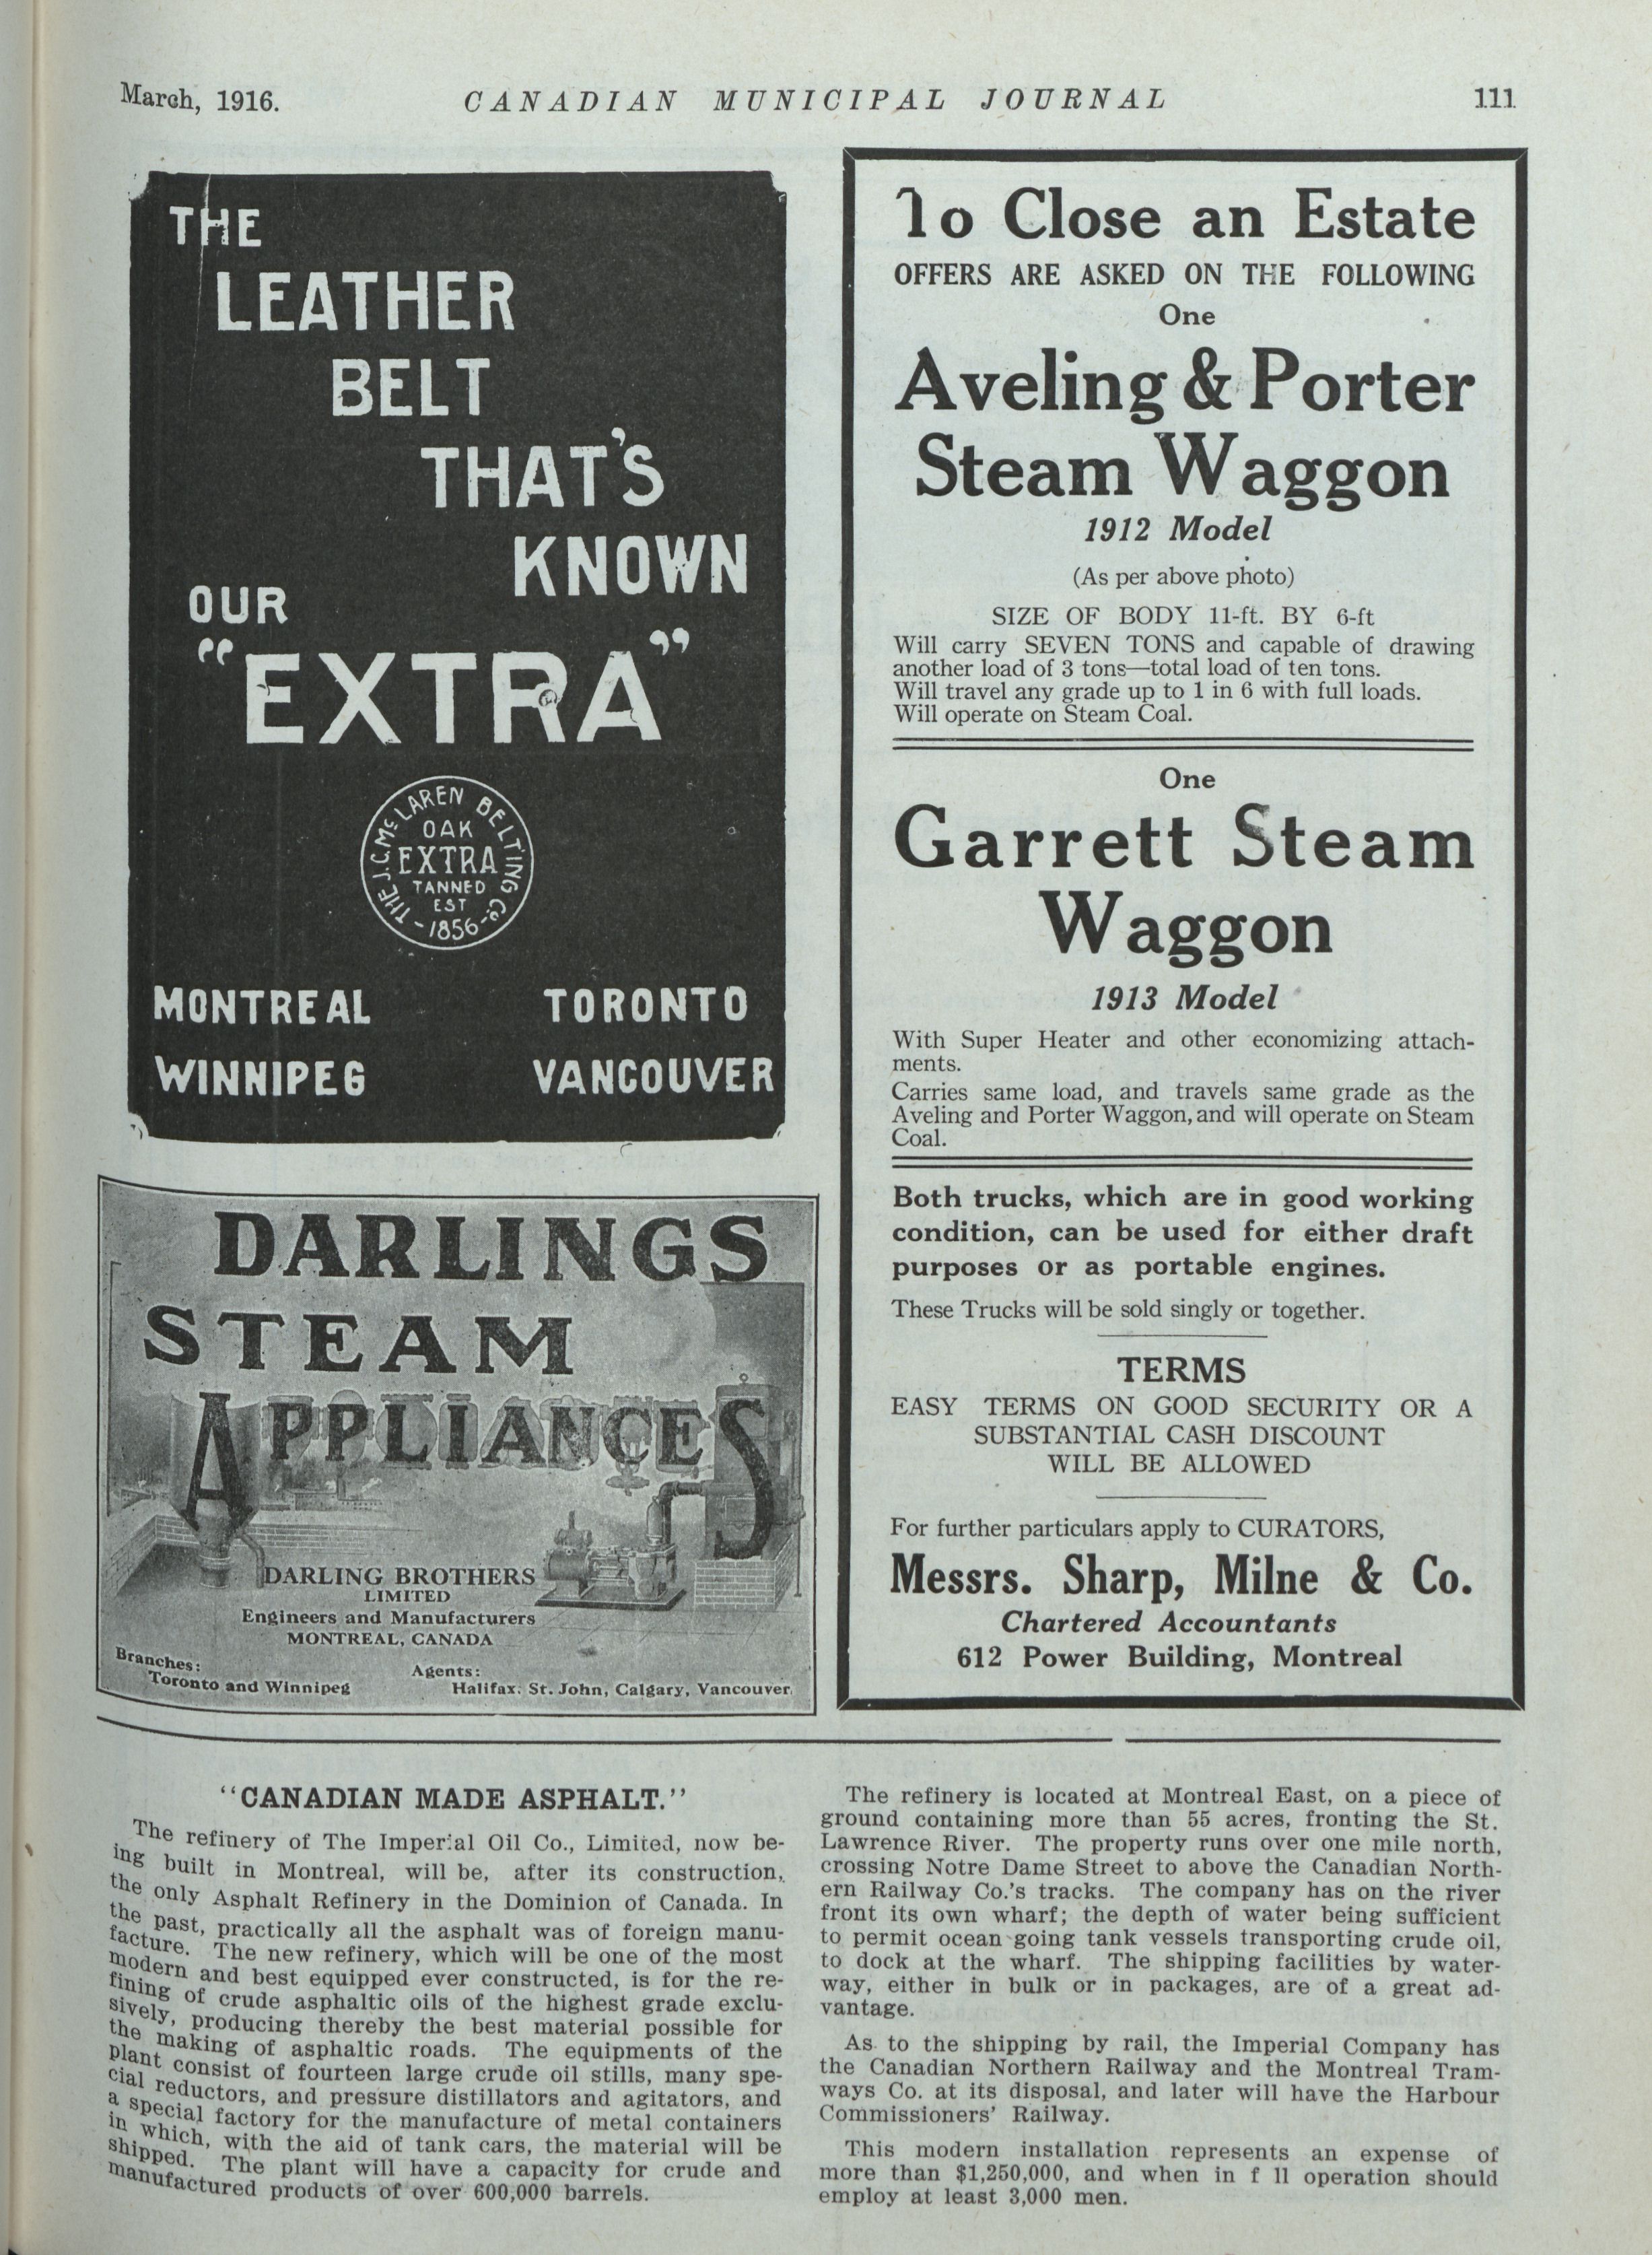 March, 1916.
CANADIAN MUNICIPAL JOURNAL
111
THE
LEATHER
BELT
THAT'S
KNOWN
OUR
"EXTRA"
THE J.C. Mc LAREN BELTING Co.
OAK
EXTRA
TANNED
EST
-1856-
MONTREAL TORONTO
WINNIPEG VANCOUVER
DARLINGS
STEAM
APPLIANCES
DARLING BROTHERS
LIMITED
Engineers and Manufacturers
MONTREAL, CANADA
Branches:
Toronto and Winnipeg
Agents:
Halifax. St. John, Calgary, Vancouver
To Close an Estate
OFFERS ARE ASKED ON THE FOLLOWING
One
Aveling & Porter
Steam Waggon
1912 Model
(As per above photo)
SIZE OF BODY 11-ft. BY 6-ft
Will carry SEVEN TONS and capable of drawing
another load of 3 tons—total load of ten tons.
Will travel any grade up to 1 in 6 with full loads.
Will operate on Steam Coal.
One
Garrett Steam
Waggon
1913 Model
With Super Heater and other economizing attach-
ments.
Carries same load, and travels same grade as the
Aveling and Porter Waggon, and will operate on Steam
Coal.
Both trucks, which are in good working
condition, can be used for either draft
purposes or as portable engines.
These Trucks will be sold singly or together.
TERMS
EASY TERMS ON GOOD SECURITY OR A
SUBSTANTIAL CASH DISCOUNT
WILL BE ALLOWED
For further particulars apply to CURATORS,
Messrs. Sharp, Milne & Co.
Chartered Accountants
612 Power Building, Montreal
"CANADIAN MADE ASPHALT."
The refinery of The Imperial Oil Co., Limited, now be-
ing built in Montreal, will be, after its construction,
the only Asphalt Refinery in the Dominion of Canada. In
the past, practically all the asphalt was of foreign manu-
facture. The new refinery, which will be one of the most
modern and best equipped ever constructed, is for the re-
fining of crude asphaltic oils of the highest grade exclu-
sively, producing thereby the best material possible for
the making of asphaltic roads. The equipments of the
plant consist of fourteen large crude oil stills, many spe-
cial reductors, and pressure distillators and agitators, and
a special factory for the manufacture of metal containers
in which, with the aid of tank cars, the material will be
shipped. The plant will have a capacity for crude and
manufactured products of over 600,000 barrels.
The refinery is located at Montreal East, on a piece of
ground containing more than 55 acres, fronting the St.
Lawrence River. The property runs over one mile north,
crossing Notre Dame Street to above the Canadian North-
ern Railway Co.'s tracks. The company has on the river
front its own wharf; the depth of water being sufficient
to permit ocean going tank vessels transporting crude oil,
to dock at the wharf. The shipping facilities by water-
way, either in bulk or in packages, are of a great ad-
vantage.
As to the shipping by rail, the Imperial Company has
the Canadian Northern Railway and the Montreal Tram-
ways Co. at its disposal, and later will have the Harbour
Commissioners' Railway.
This modern installation represents an expense of
more than $1,250,000, and when in f ll operation should
employ at least 3,000 men.